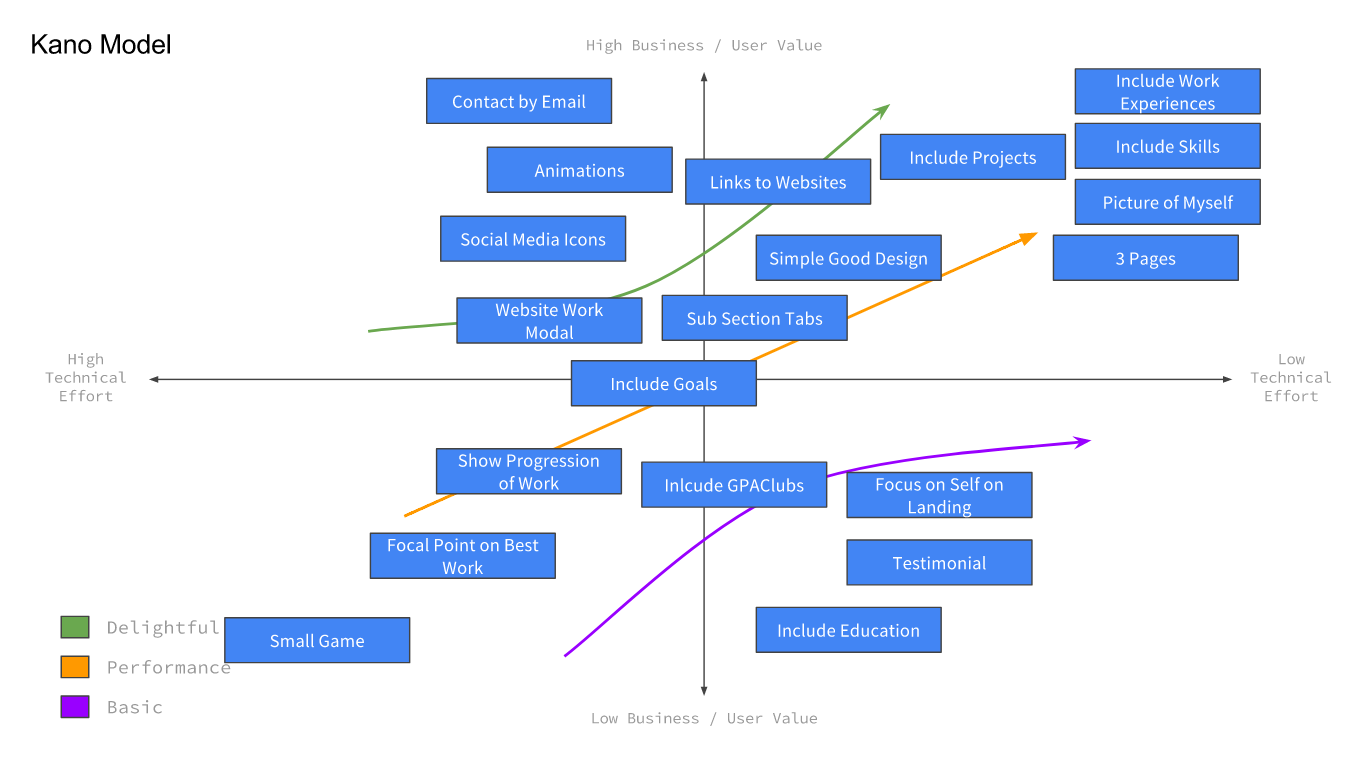 Kano Model
High Business / User Value
Contact by Email
Include Work
Experiences
Include Skills
Include Projects
Animations
Links to Websites
Picture of Myself
Social Media Icons
Simple Good Design
3 Pages
Website Work
Modal
Sub Section Tabs
High
Technical
Effort
Include Goals
Low
Technical
Effort
Show Progression
of Work
Inlcude GPAClubs
Focus on Self on
Landing
Focal Point on Best
Work
Testimonial
Delightful
Small Game
Include Education
Performance
Basic
Low Business / User Value